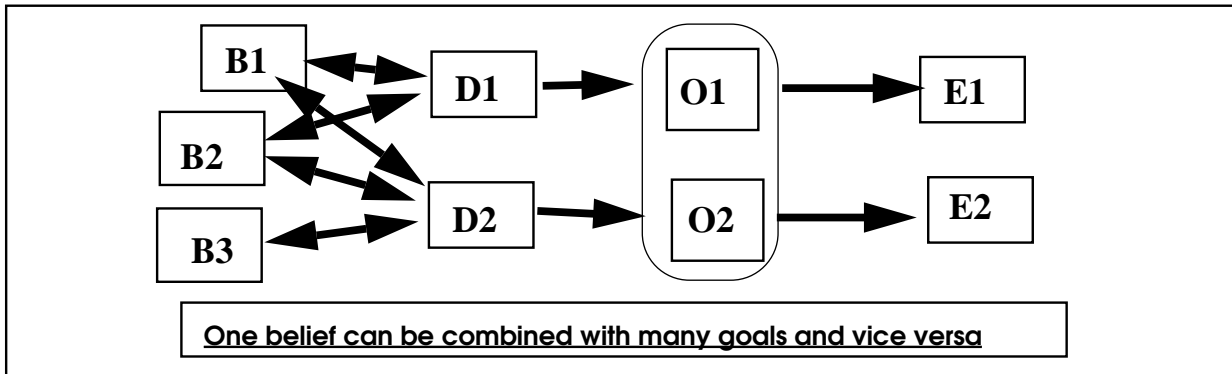 B1
D1
O1
E1
B2
D2
O2
E2
B3
One belief can be combined with many goals and vice versa